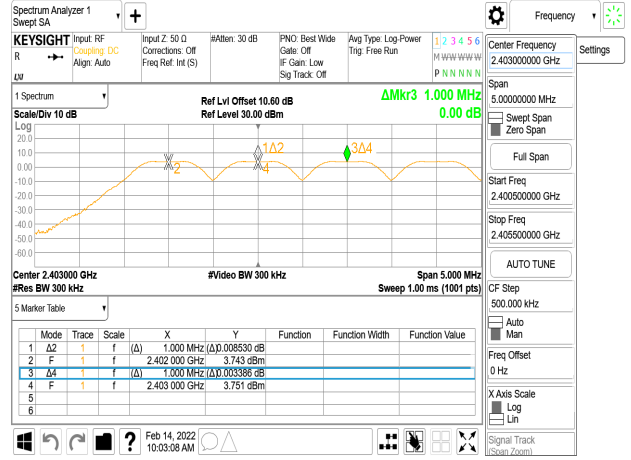 Spectrum Analyzer 1
Swept SA
KEYSIGHT
R
Input: RF
Coupling: DC
Align: Auto
Input Z: 50 Ω
Corrections: Off
Freq Ref: Int (S)
#Atten: 30 dB
PNO: Best Wide
Gate: Off
IF Gain: Low
Sig Track: Off
Avg Type: Log-Power
Trig: Free Run
1 2 3 4 5 6
M W W W W W
P N N N N N
1 Spectrum
Scale/Div 10 dB
Ref Lvl Offset 10.60 dB
Ref Level 30.00 dBm
ΔMkr3 1.000 MHz
0.00 dB
Log
20.0
10.0
0.00
-10.0
-20.0
-30.0
-40.0
-50.0
-60.0
2
1Δ2
4
3Δ4
Center 2.403000 GHz
#Res BW 300 kHz
#Video BW 300 kHz
Span 5.000 MHz
Sweep 1.00 ms (1001 pts)
5 Marker Table
Mode Trace Scale X Y Function Function Width Function Value
1 Δ2 1 f (Δ) 1.000 MHz (Δ)0.008530 dB
2 F 1 f 2.402 000 GHz 3.743 dBm
3 Δ4 1 f (Δ) 1.000 MHz (Δ)0.003386 dB
4 F 1 f 2.403 000 GHz 3.751 dBm
5
6
?
Feb 14, 2022
10:03:08 AM
Frequency
Settings
Center Frequency
2.403000000 GHz
Span
5.00000000 MHz
Swept Span
Zero Span
Full Span
Start Freq
2.400500000 GHz
Stop Freq
2.405500000 GHz
AUTO TUNE
CF Step
500.000 kHz
Auto
Man
Freq Offset
0 Hz
X Axis Scale
Log
Lin
Signal Track
(Span Zoom)